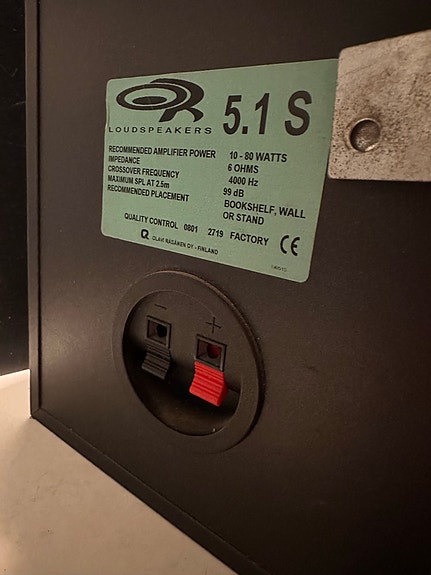 OR
LOUDSPEAKERS
5.1 S
RECOMMENDED AMPLIFIER POWER 10 - 80 WATTS
IMPEDANCE 6 OHMS
CROSSOVER FREQUENCY 4000 Hz
MAXIMUM SPL AT 2.5m 99 dB
RECOMMENDED PLACEMENT BOOKSHELF, WALL
OR STAND
QUALITY CONTROL 0801 2719 FACTORY CE
OLAVI RÄSÄNEN OY - FINLAND
− +